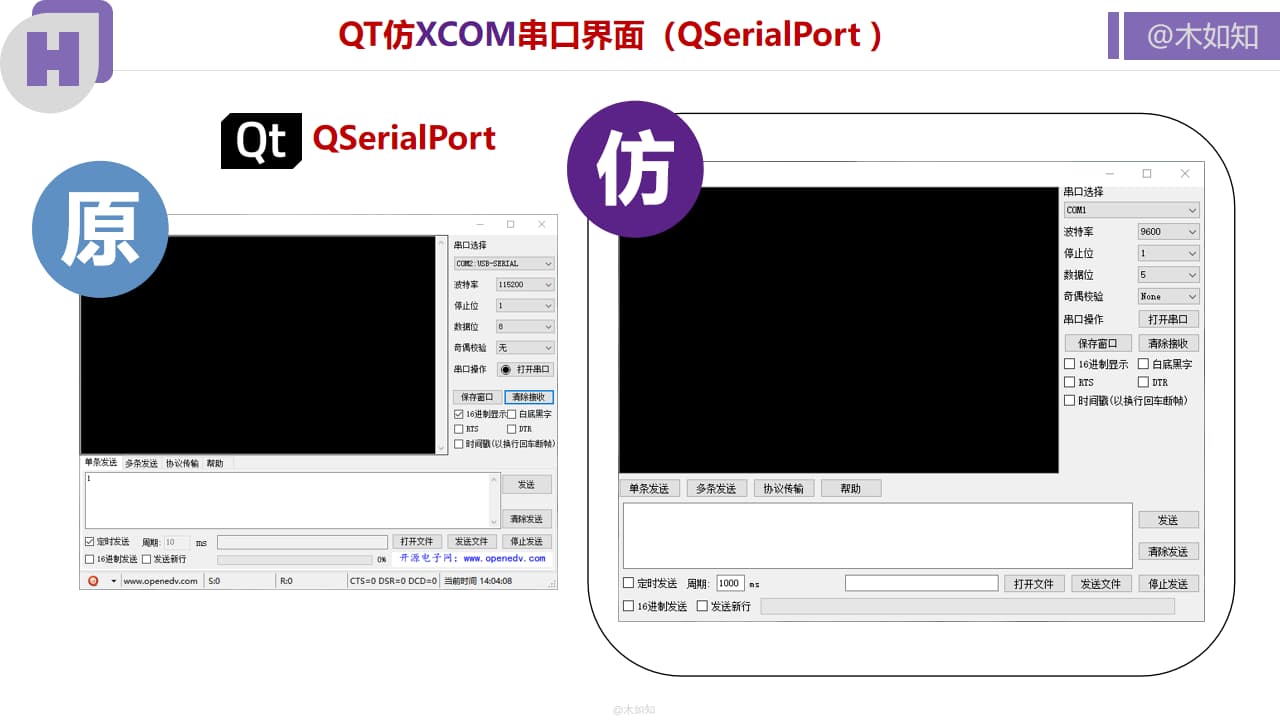 QT仿XCOM串口界面（QSerialPort ）
@木如知
H
Qt QSerialPort
原
串口选择
COM2:USB-SERIAL
波特率 115200
停止位 1
数据位 8
奇偶校验 无
串口操作 打开串口
保存窗口 清除接收
16进制显示 白底黑字
RTS DTR
时间戳(以换行回车断帧)
单条发送 多条发送 协议传输 帮助
1
发送
清除发送
定时发送 周期: 10 ms 打开文件 发送文件 停止发送
16进制发送 发送新行 0% 开源电子网：www.openedv.com
www.openedv.com S:0 R:0 CTS=0 DSR=0 DCD=0 当前时间 14:04:08
仿
串口选择
COM1
波特率 9600
停止位 1
数据位 5
奇偶校验 None
串口操作 打开串口
保存窗口 清除接收
16进制显示 白底黑字
RTS DTR
时间戳(以换行回车断帧)
单条发送 多条发送 协议传输 帮助
发送
清除发送
定时发送 周期: 1000 ms 打开文件 发送文件 停止发送
16进制发送 发送新行
@木如知